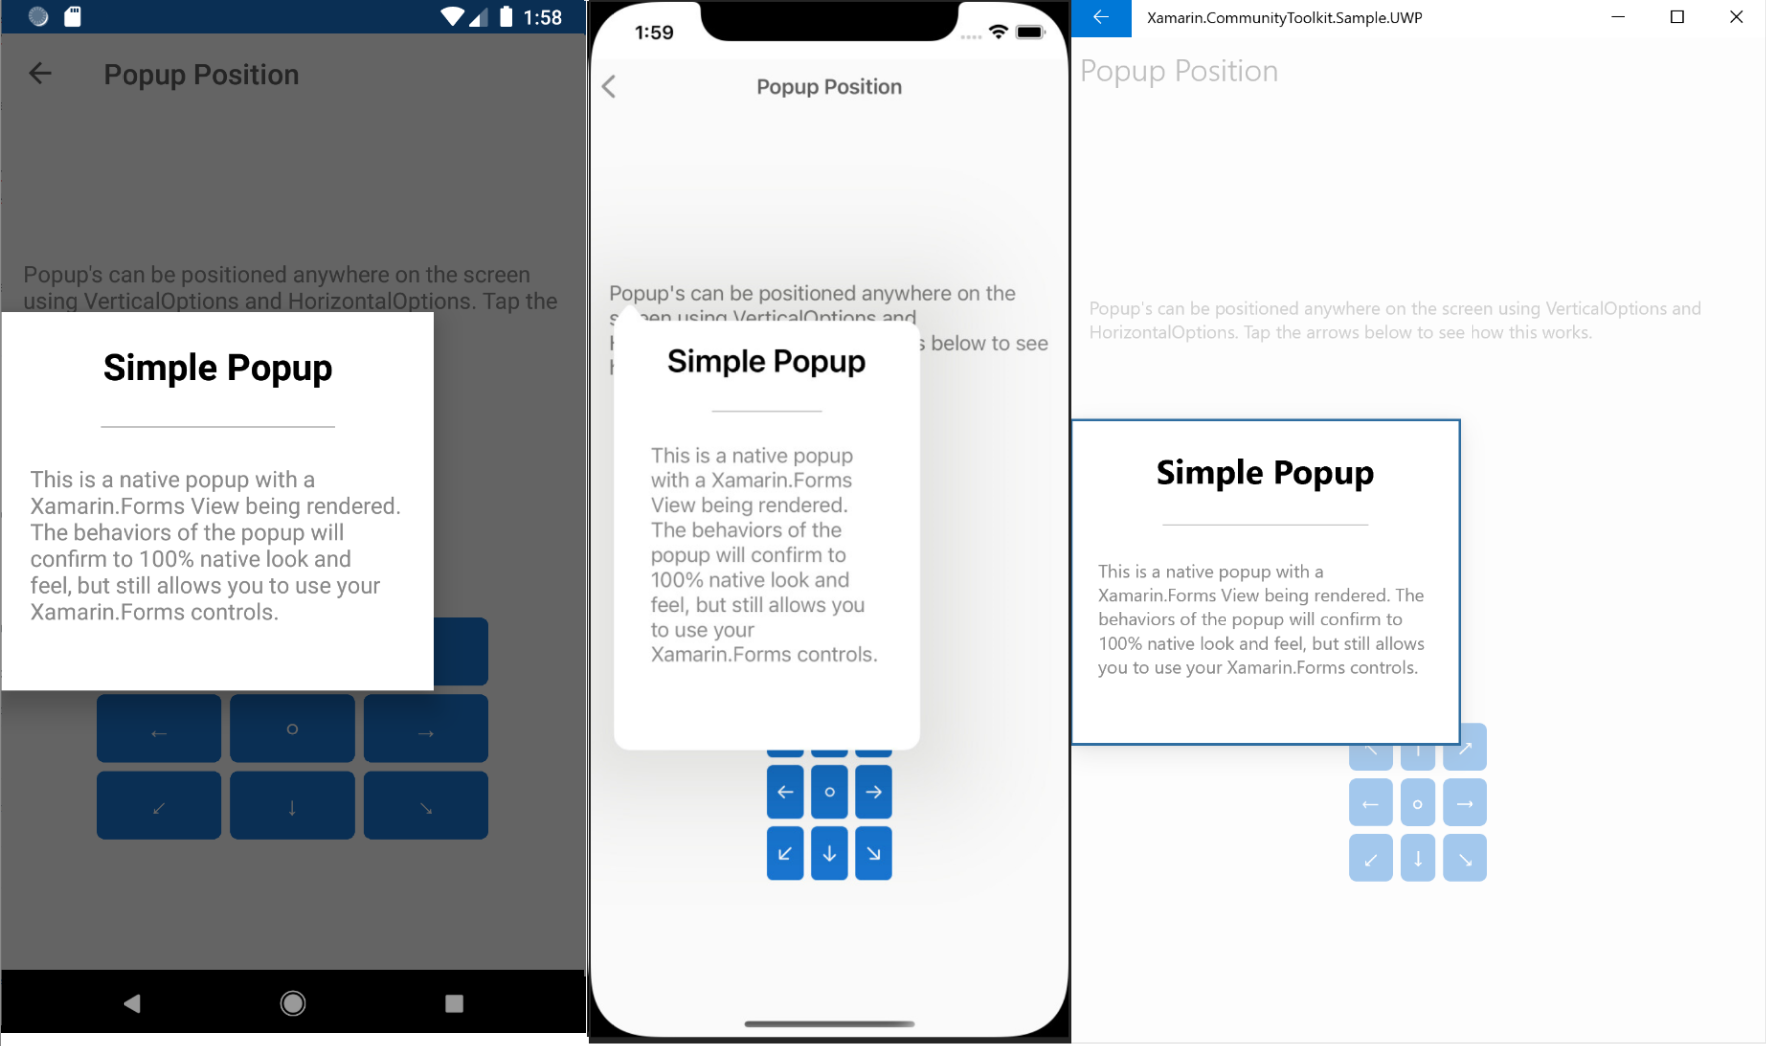 1:58
Popup Position
Popup's can be positioned anywhere on the screen
using VerticalOptions and HorizontalOptions. Tap the
Simple Popup
This is a native popup with a
Xamarin.Forms View being rendered.
The behaviors of the popup will
confirm to 100% native look and
feel, but still allows you to use your
Xamarin.Forms controls.
← ○ →
↙ ↓ ↘
1:59
Popup Position
Popup's can be positioned anywhere on the
screen using VerticalOptions and
s below to see
Simple Popup
This is a native popup
with a Xamarin.Forms
View being rendered.
The behaviors of the
popup will confirm to
100% native look and
feel, but still allows you
to use your
Xamarin.Forms controls.
← ○ →
↙ ↓ ↘
Xamarin.CommunityToolkit.Sample.UWP
Popup Position
Popup's can be positioned anywhere on the screen using VerticalOptions and
HorizontalOptions. Tap the arrows below to see how this works.
Simple Popup
This is a native popup with a
Xamarin.Forms View being rendered. The
behaviors of the popup will confirm to
100% native look and feel, but still allows
you to use your Xamarin.Forms controls.
← ○ →
↙ ↓ ↘